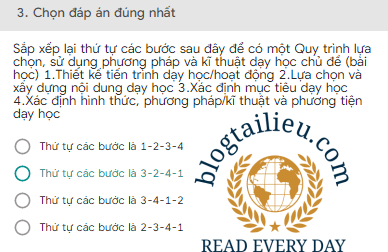 3. Chọn đáp án đúng nhất
Sắp xếp lại thứ tự các bước sau đây để có một Quy trình lựa
chọn, sử dụng phương pháp và kĩ thuật dạy học chủ đề (bài
học) 1.Thiết kế tiến trình dạy học/hoạt động 2.Lựa chọn và
xây dựng nội dung dạy học 3.Xác định mục tiêu dạy học
4.Xác định hình thức, phương pháp/kĩ thuật và phương tiện
dạy học
Thứ tự các bước là 1-2-3-4
Thứ tự các bước là 3-2-4-1
Thứ tự các bước là 3-4-1-2
Thứ tự các bước là 2-3-4-1
blogtailieu.com
READ EVERY DAY